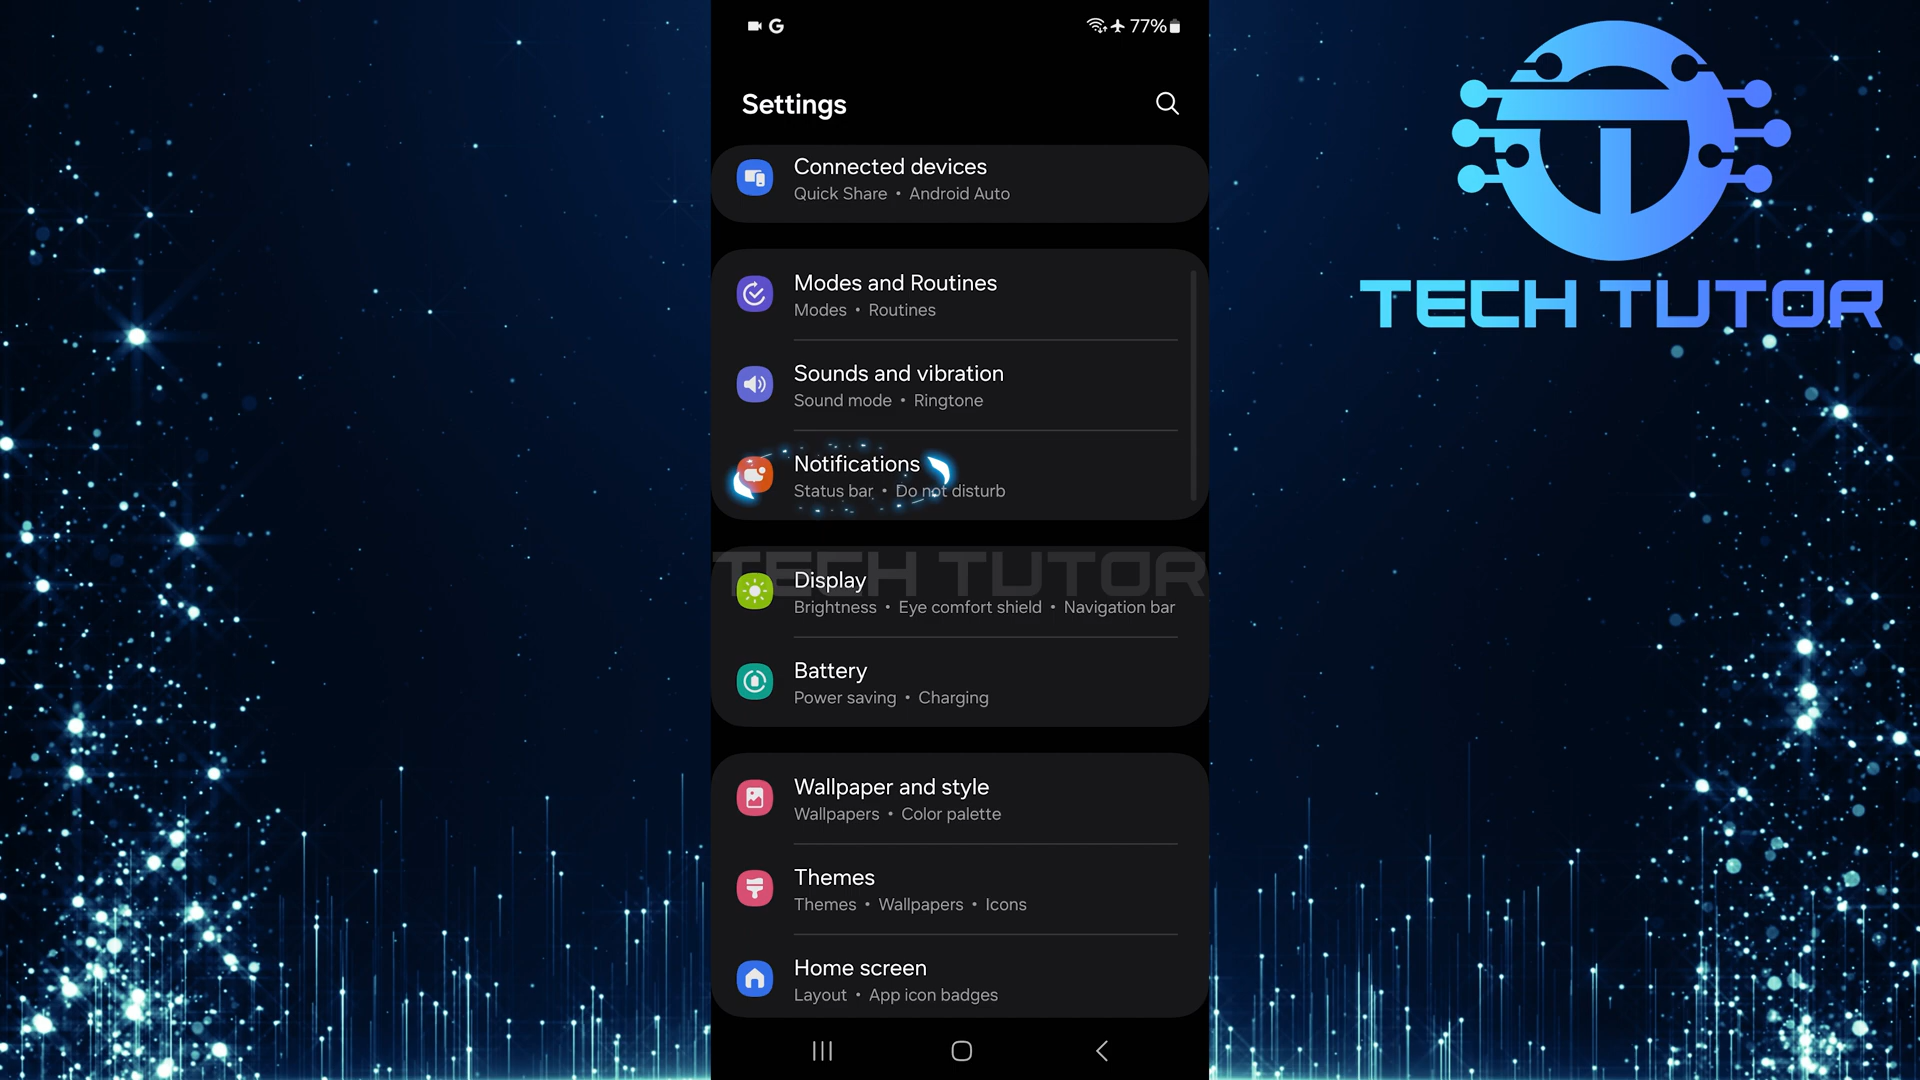 G
77%
Settings
Connected devices
Quick Share • Android Auto
Modes and Routines
Modes • Routines
Sounds and vibration
Sound mode • Ringtone
Notifications
Status bar • Do not disturb
TECH TUTOR
Display
Brightness • Eye comfort shield • Navigation bar
Battery
Power saving • Charging
Wallpaper and style
Wallpapers • Color palette
Themes
Themes • Wallpapers • Icons
Home screen
Layout • App icon badges
TECH TUTOR